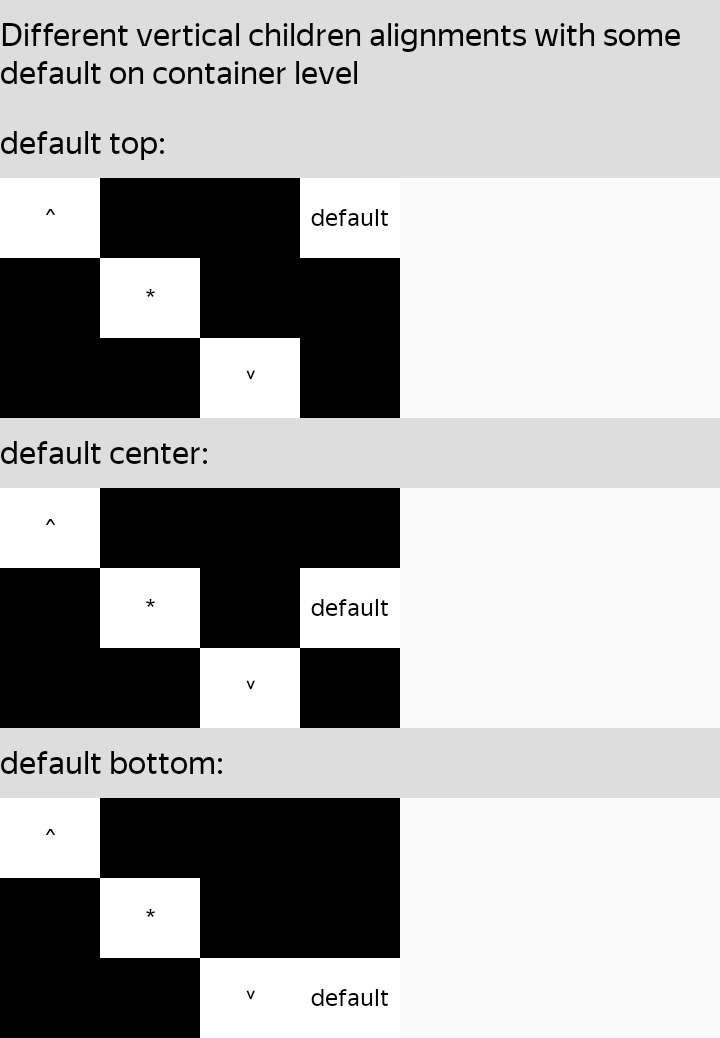 Different vertical children alignments with some
default on container level
default top:
^ default
*
v
default center:
^
* default
v
default bottom:
^
*
v default